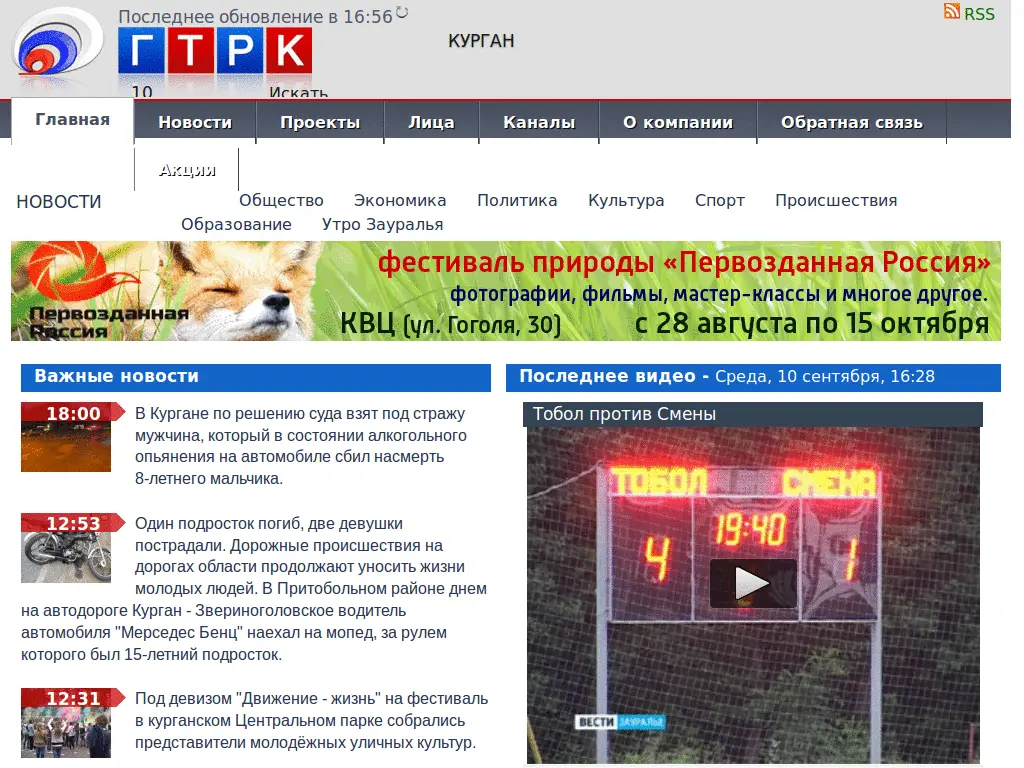 Последнее обновление в 16:56
RSS
ГТРК
КУРГАН
10
Искать
Главная
Новости
Проекты
Лица
Каналы
О компании
Обратная связь
Акции
НОВОСТИ
Общество
Экономика
Политика
Культура
Спорт
Происшествия
Образование
Утро Зауралья
Первозданная
Россия
фестиваль природы «Первозданная Россия»
фотографии, фильмы, мастер-классы и многое другое.
КВЦ (ул. Гоголя, 30)
с 28 августа по 15 октября
Важные новости
18:00
В Кургане по решению суда взят под стражу
мужчина, который в состоянии алкогольного
опьянения на автомобиле сбил насмерть
8-летнего мальчика.
12:53
Один подросток погиб, две девушки
пострадали. Дорожные происшествия на
дорогах области продолжают уносить жизни
молодых людей. В Притобольном районе днем
на автодороге Курган - Звериноголовское водитель
автомобиля "Мерседес Бенц" наехал на мопед, за рулем
которого был 15-летний подросток.
12:31
Под девизом "Движение - жизнь" на фестиваль
в курганском Центральном парке собрались
представители молодёжных уличных культур.
Последнее видео - Среда, 10 сентября, 16:28
Тобол против Смены
ТОБОЛ
СМЕНА
19:40
4
1
ВЕСТИ ЗАУРАЛЬЕ